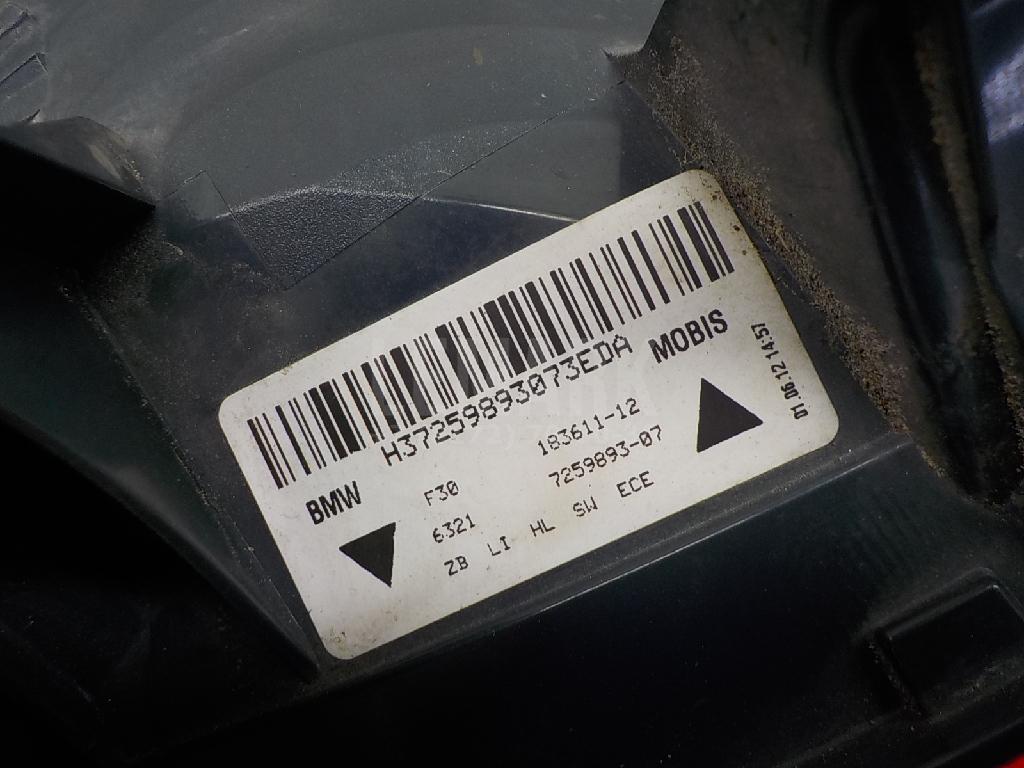 H37259893073EDA
BMW
MOBIS
F30 183611-12
6321 7259893-07
ZB LI HL SW ECE
01.06.12 14:57